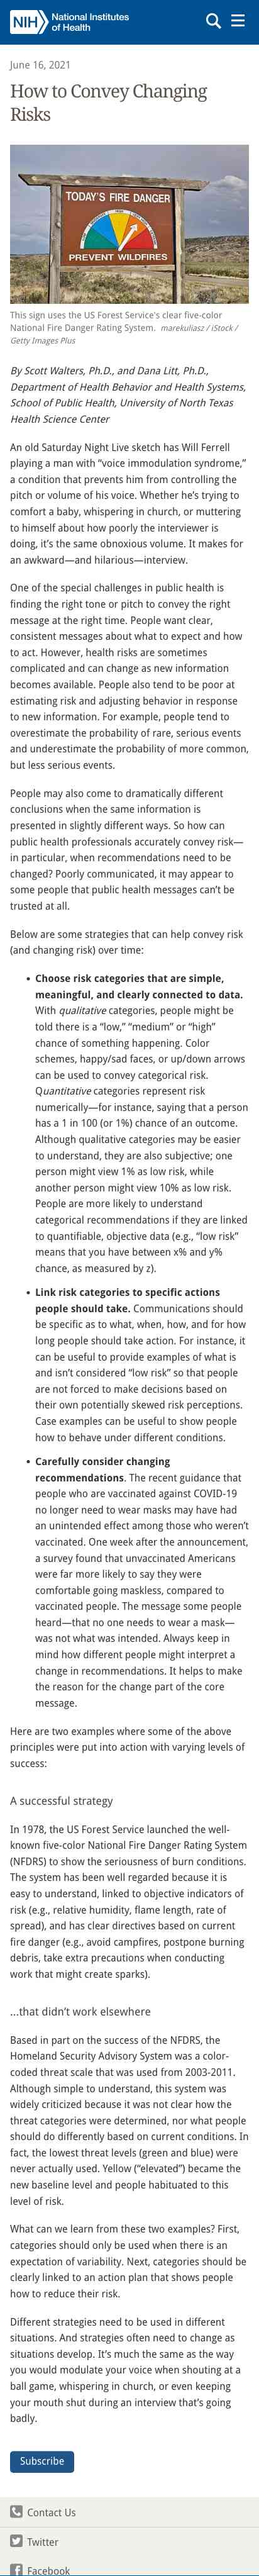 NIH National Institutes
of Health
June 16, 2021
How to Convey Changing
Risks
TODAY'S FIRE DANGER
PREVENT WILDFIRES
This sign uses the US Forest Service's clear five-color
National Fire Danger Rating System. marekuliasz / iStock /
Getty Images Plus
By Scott Walters, Ph.D., and Dana Litt, Ph.D.,
Department of Health Behavior and Health Systems,
School of Public Health, University of North Texas
Health Science Center
An old Saturday Night Live sketch has Will Ferrell
playing a man with “voice immodulation syndrome,”
a condition that prevents him from controlling the
pitch or volume of his voice. Whether he’s trying to
comfort a baby, whispering in church, or muttering
to himself about how poorly the interviewer is
doing, it’s the same obnoxious volume. It makes for
an awkward—and hilarious—interview.
One of the special challenges in public health is
finding the right tone or pitch to convey the right
message at the right time. People want clear,
consistent messages about what to expect and how
to act. However, health risks are sometimes
complicated and can change as new information
becomes available. People also tend to be poor at
estimating risk and adjusting behavior in response
to new information. For example, people tend to
overestimate the probability of rare, serious events
and underestimate the probability of more common,
but less serious events.
People may also come to dramatically different
conclusions when the same information is
presented in slightly different ways. So how can
public health professionals accurately convey risk—
in particular, when recommendations need to be
changed? Poorly communicated, it may appear to
some people that public health messages can’t be
trusted at all.
Below are some strategies that can help convey risk
(and changing risk) over time:
• Choose risk categories that are simple,
meaningful, and clearly connected to data.
With qualitative categories, people might be
told there is a “low,” “medium” or “high”
chance of something happening. Color
schemes, happy/sad faces, or up/down arrows
can be used to convey categorical risk.
Quantitative categories represent risk
numerically—for instance, saying that a person
has a 1 in 100 (or 1%) chance of an outcome.
Although qualitative categories may be easier
to understand, they are also subjective; one
person might view 1% as low risk, while
another person might view 10% as low risk.
People are more likely to understand
categorical recommendations if they are linked
to quantifiable, objective data (e.g., “low risk”
means that you have between x% and y%
chance, as measured by z).
• Link risk categories to specific actions
people should take. Communications should
be specific as to what, when, how, and for how
long people should take action. For instance, it
can be useful to provide examples of what is
and isn’t considered “low risk” so that people
are not forced to make decisions based on
their own potentially skewed risk perceptions.
Case examples can be useful to show people
how to behave under different conditions.
• Carefully consider changing
recommendations. The recent guidance that
people who are vaccinated against COVID-19
no longer need to wear masks may have had
an unintended effect among those who weren’t
vaccinated. One week after the announcement,
a survey found that unvaccinated Americans
were far more likely to say they were
comfortable going maskless, compared to
vaccinated people. The message some people
heard—that no one needs to wear a mask—
was not what was intended. Always keep in
mind how different people might interpret a
change in recommendations. It helps to make
the reason for the change part of the core
message.
Here are two examples where some of the above
principles were put into action with varying levels of
success:
A successful strategy
In 1978, the US Forest Service launched the well-
known five-color National Fire Danger Rating System
(NFDRS) to show the seriousness of burn conditions.
The system has been well regarded because it is
easy to understand, linked to objective indicators of
risk (e.g., relative humidity, flame length, rate of
spread), and has clear directives based on current
fire danger (e.g., avoid campfires, postpone burning
debris, take extra precautions when conducting
work that might create sparks).
…that didn’t work elsewhere
Based in part on the success of the NFDRS, the
Homeland Security Advisory System was a color-
coded threat scale that was used from 2003-2011.
Although simple to understand, this system was
widely criticized because it was not clear how the
threat categories were determined, nor what people
should do differently based on current conditions. In
fact, the lowest threat levels (green and blue) were
never actually used. Yellow (“elevated”) became the
new baseline level and people habituated to this
level of risk.
What can we learn from these two examples? First,
categories should only be used when there is an
expectation of variability. Next, categories should be
clearly linked to an action plan that shows people
how to reduce their risk.
Different strategies need to be used in different
situations. And strategies often need to change as
situations develop. It’s much the same as the way
you would modulate your voice when shouting at a
ball game, whispering in church, or even keeping
your mouth shut during an interview that’s going
badly.
Subscribe
Contact Us
Twitter
Facebook